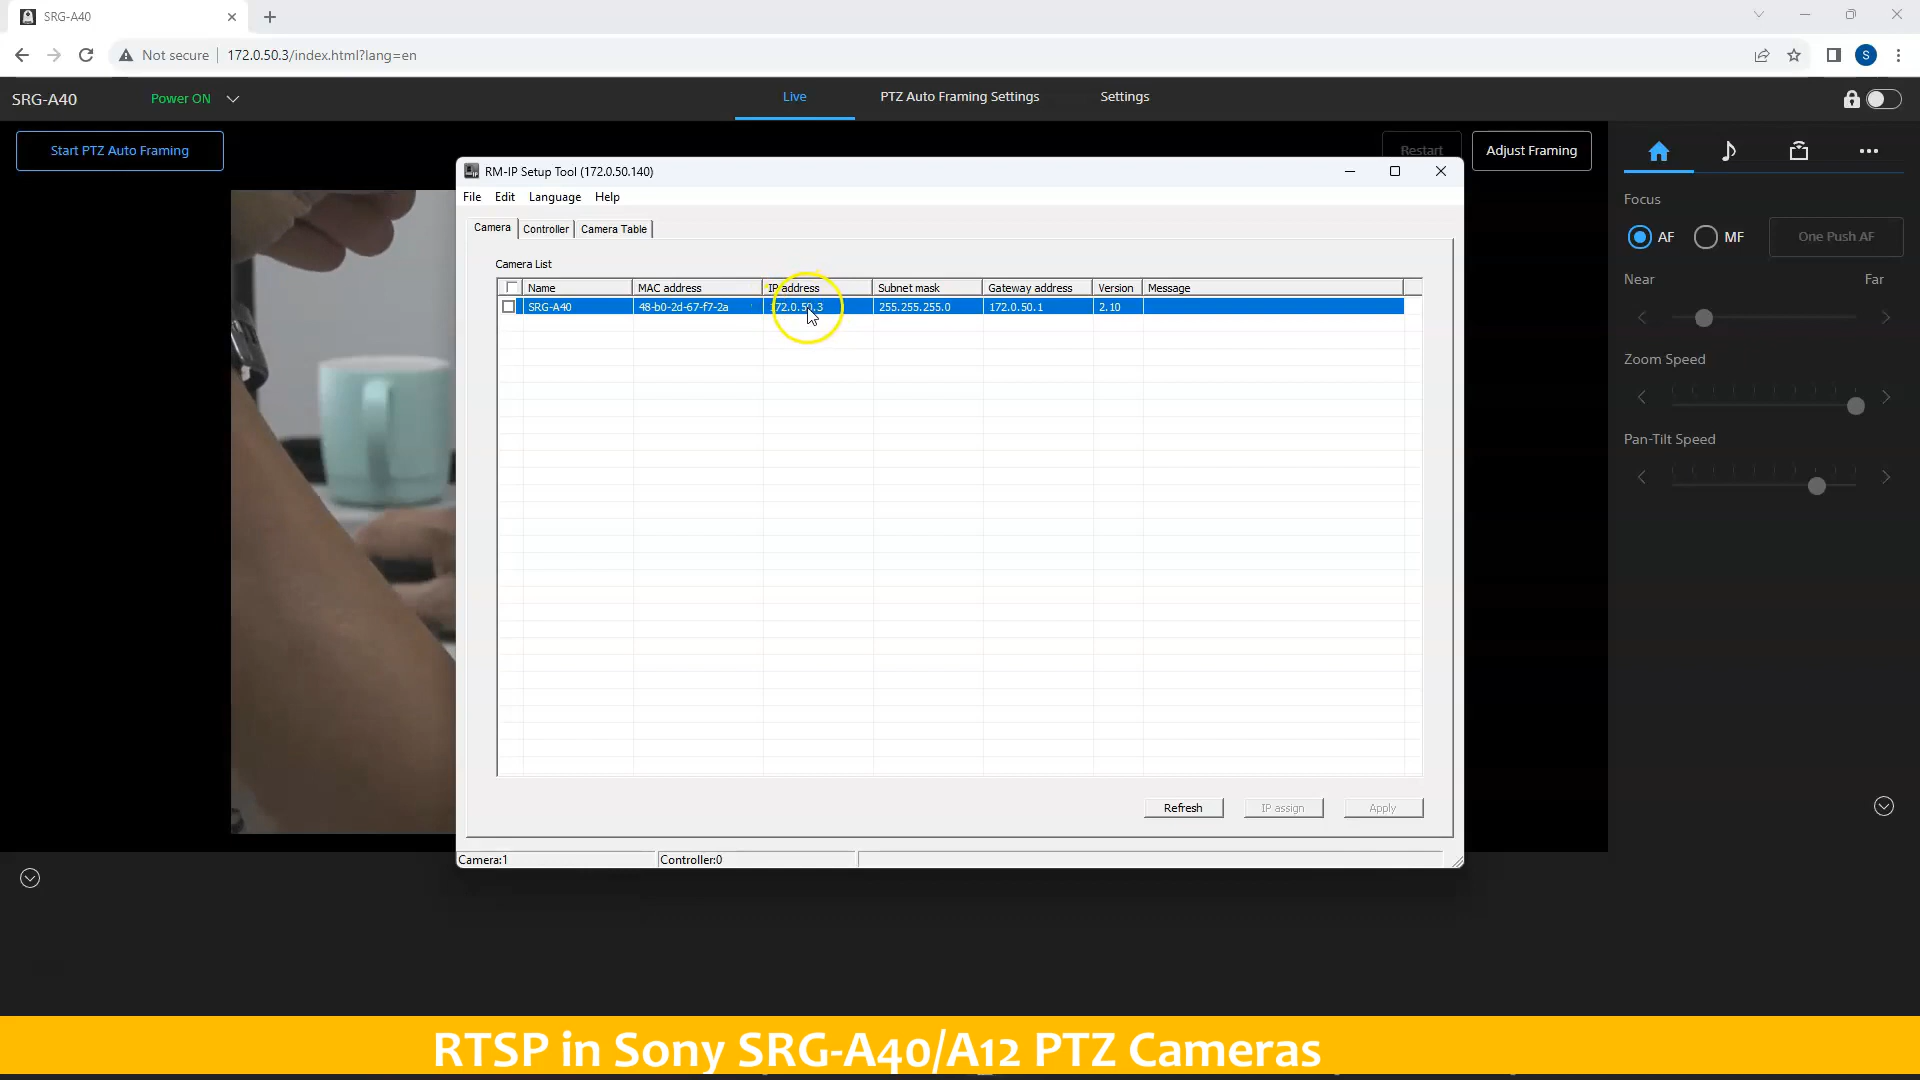 SRG-A40
Not secure
172.0.50.3/index.html?lang=en
S
SRG-A40
Power ON
Live
PTZ Auto Framing Settings
Settings
Start PTZ Auto Framing
Restart
Adjust Framing
RM-IP Setup Tool (172.0.50.140)
File Edit Language Help
Camera Controller Camera Table
Camera List
Name MAC address IP address Subnet mask Gateway address Version Message
SRG-A40 48-b0-2d-67-f7-2a 172.0.50.3 255.255.255.0 172.0.50.1 2.10
Refresh IP assign Apply
Camera:1 Controller:0
Focus
AF MF One Push AF
Near Far
Zoom Speed
Pan-Tilt Speed
RTSP in Sony SRG-A40/A12 PTZ Cameras